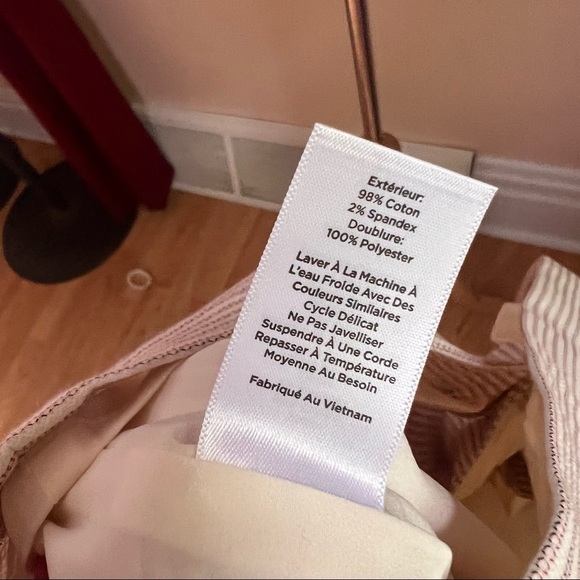 Extérieur:
98% Coton
2% Spandex
Doublure:
100% Polyester
Laver À La Machine À
L'eau Froide Avec Des
Couleurs Similaires
Cycle Délicat
Ne Pas Javelliser
Suspendre À Une Corde
Repasser À Température
Moyenne Au Besoin
Fabriqué Au Vietnam